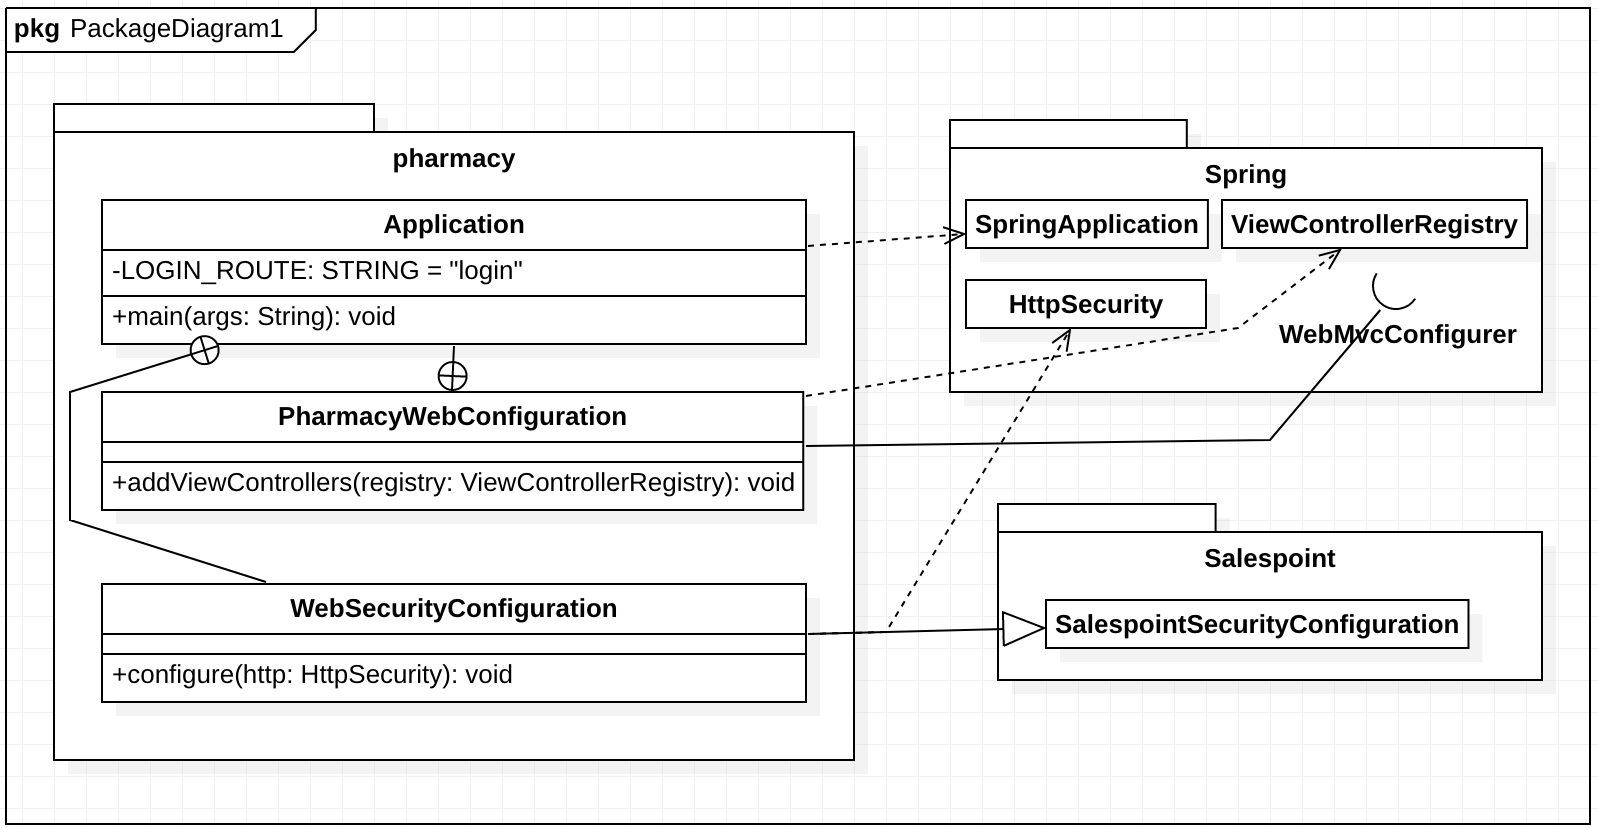 pkg PackageDiagram1
pharmacy
Application
-LOGIN_ROUTE: STRING = "login"
+main(args: String): void
PharmacyWebConfiguration
+addViewControllers(registry: ViewControllerRegistry): void
WebSecurityConfiguration
+configure(http: HttpSecurity): void
Spring
SpringApplication
ViewControllerRegistry
HttpSecurity
WebMvcConfigurer
Salespoint
SalespointSecurityConfiguration